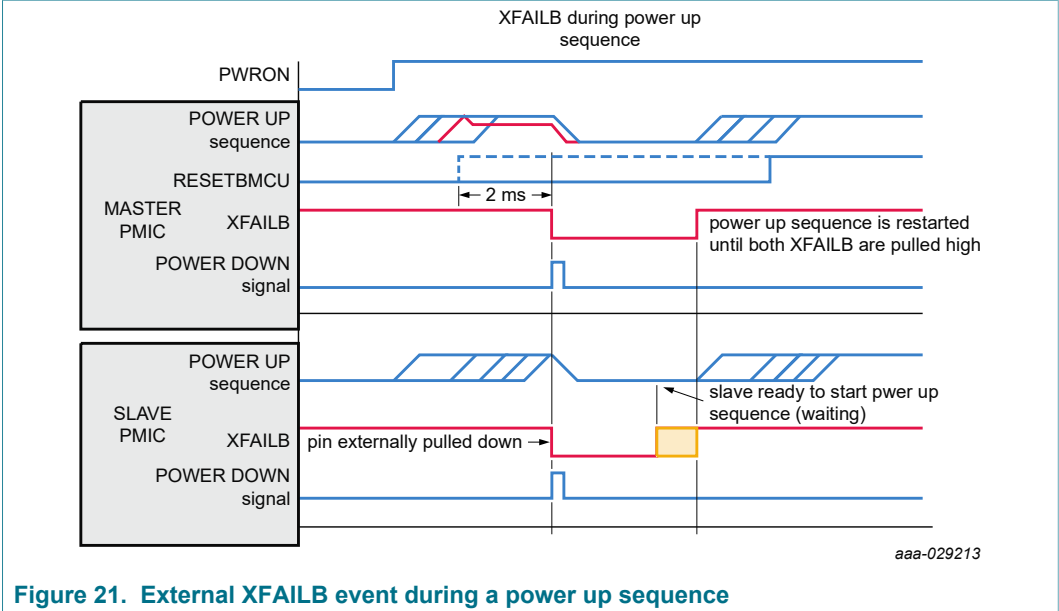 XFAILB during power up
sequence
PWRON
POWER UP
sequence
RESETBMCU
2 ms
MASTER
PMIC
XFAILB
power up sequence is restarted
until both XFAILB are pulled high
POWER DOWN
signal
POWER UP
sequence
slave ready to start pwer up
sequence (waiting)
SLAVE
PMIC
XFAILB
pin externally pulled down
POWER DOWN
signal
aaa-029213
Figure 21. External XFAILB event during a power up sequence